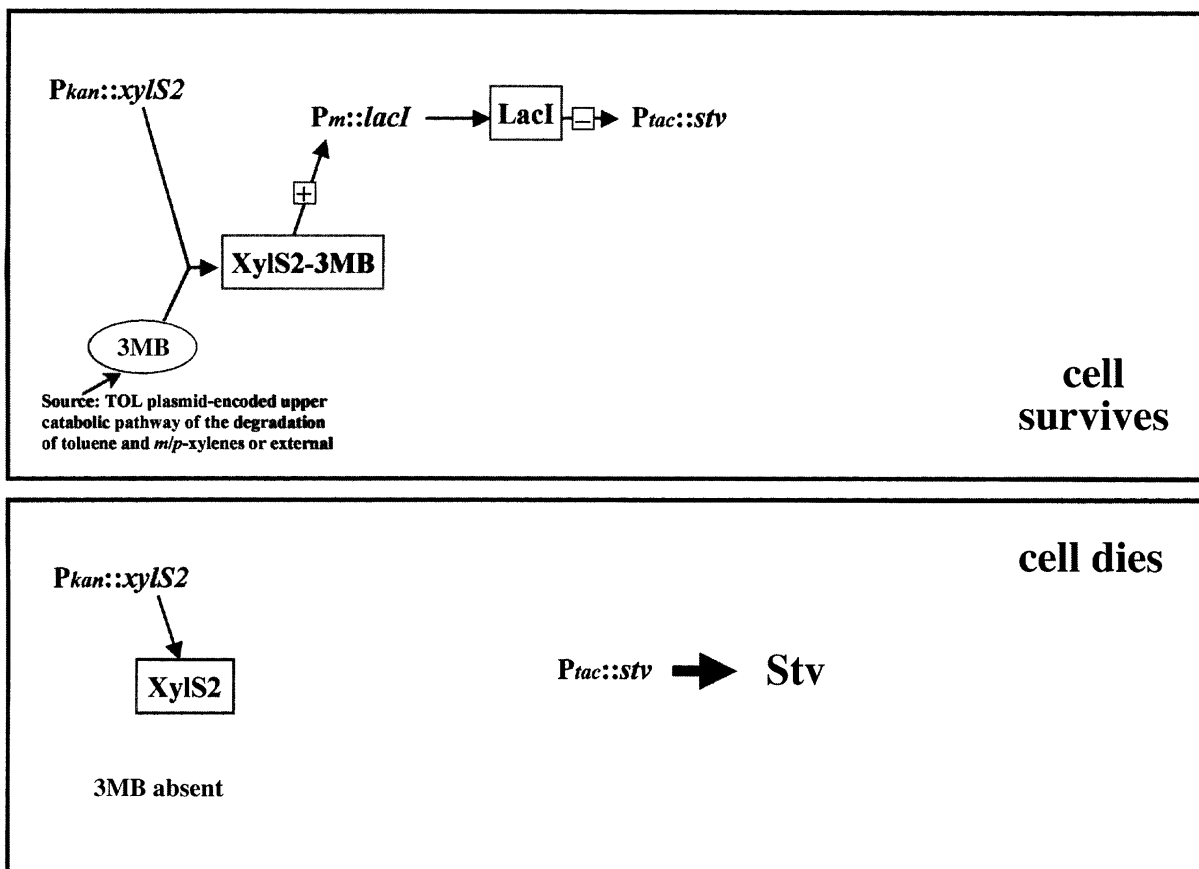 Pkan::xylS2
Pm::lacI
LacI
−
Ptac::stv
+
XylS2-3MB
3MB
Source: TOL plasmid-encoded upper
catabolic pathway of the degradation
of toluene and m/p-xylenes or external
cell
survives
cell dies
Pkan::xylS2
XylS2
Ptac::stv
Stv
3MB absent